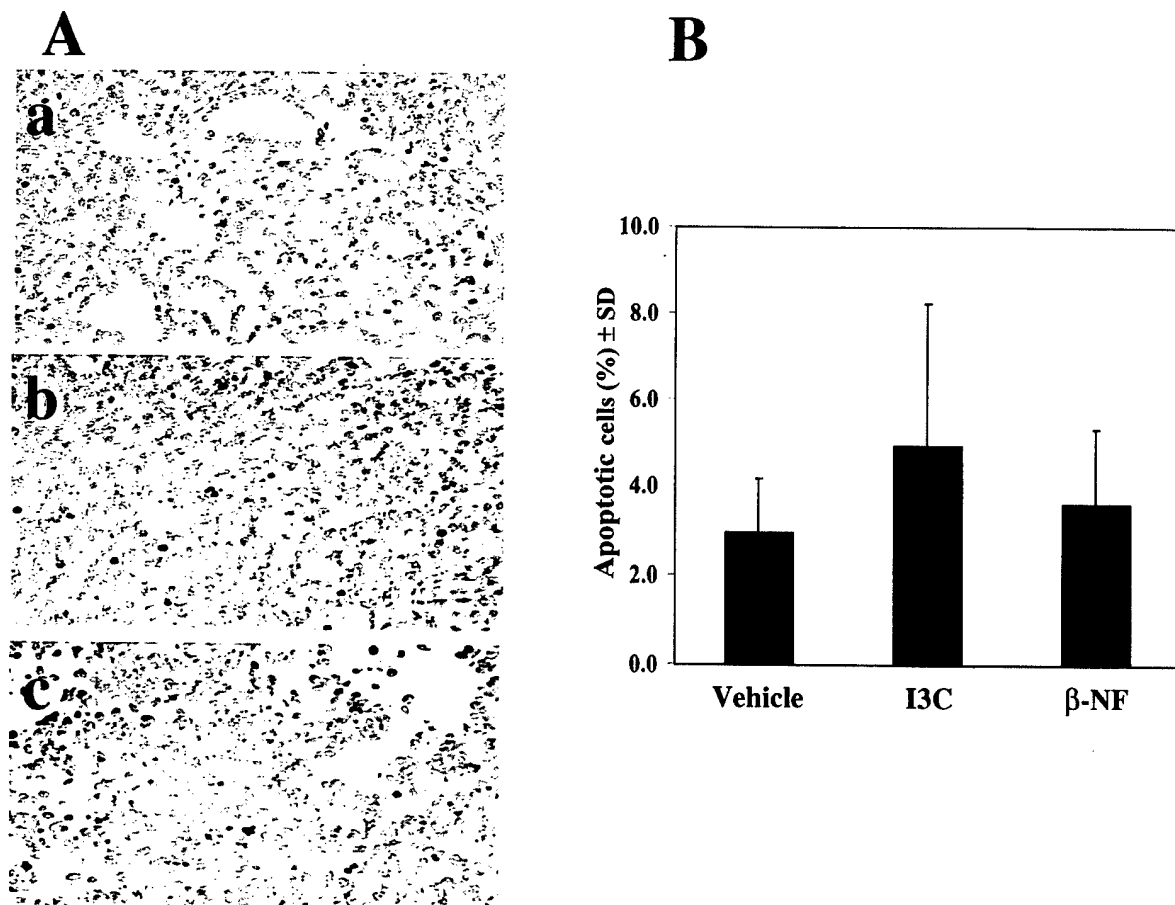 A
a
b
c
B
Apoptotic cells (%) ± SD
10.0
8.0
6.0
4.0
2.0
0.0
Vehicle I3C β-NF